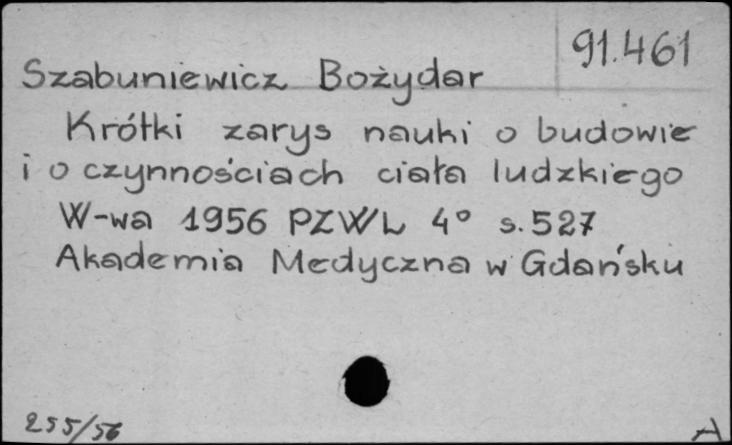 91.461
Szabuniewicz Bożydar
Krótki zarys nauki o budowie
i o czynnościach ciała ludzkiego
W-wa 1956 PZWL 4° s. 527
Akademia Medyczna w Gdańsku
255/56
A